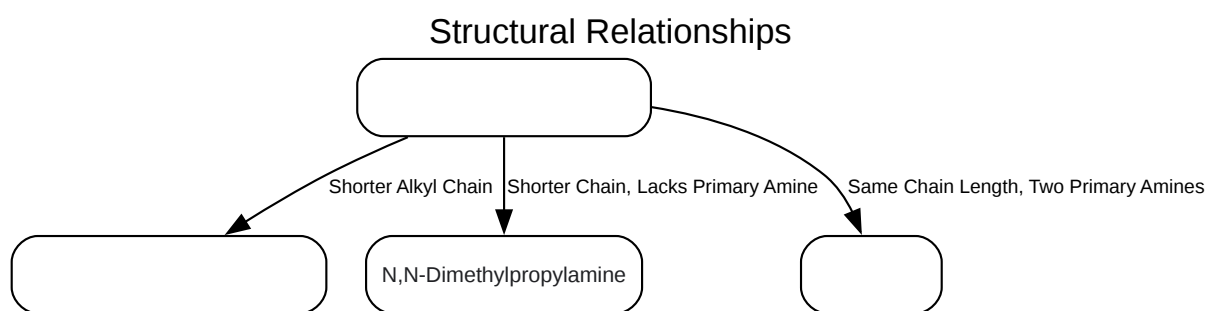 Structural Relationships
Shorter Alkyl Chain
Shorter Chain, Lacks Primary Amine
Same Chain Length, Two Primary Amines
N,N-Dimethylpropylamine